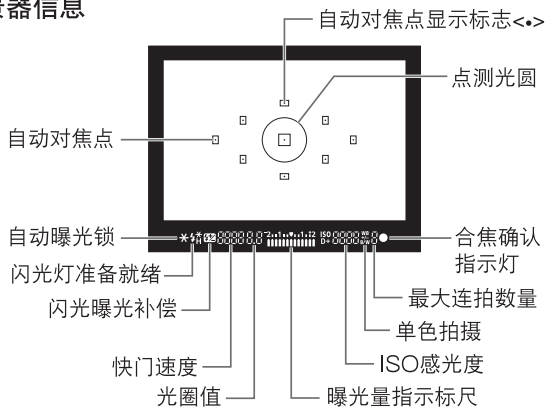 景器信息
自动对焦点显示标志<•>
点测光圆
自动对焦点
自动曝光锁
合焦确认
指示灯
闪光灯准备就绪
最大连拍数量
闪光曝光补偿
单色拍摄
快门速度
ISO感光度
光圈值
曝光量指示标尺
ISO
D+